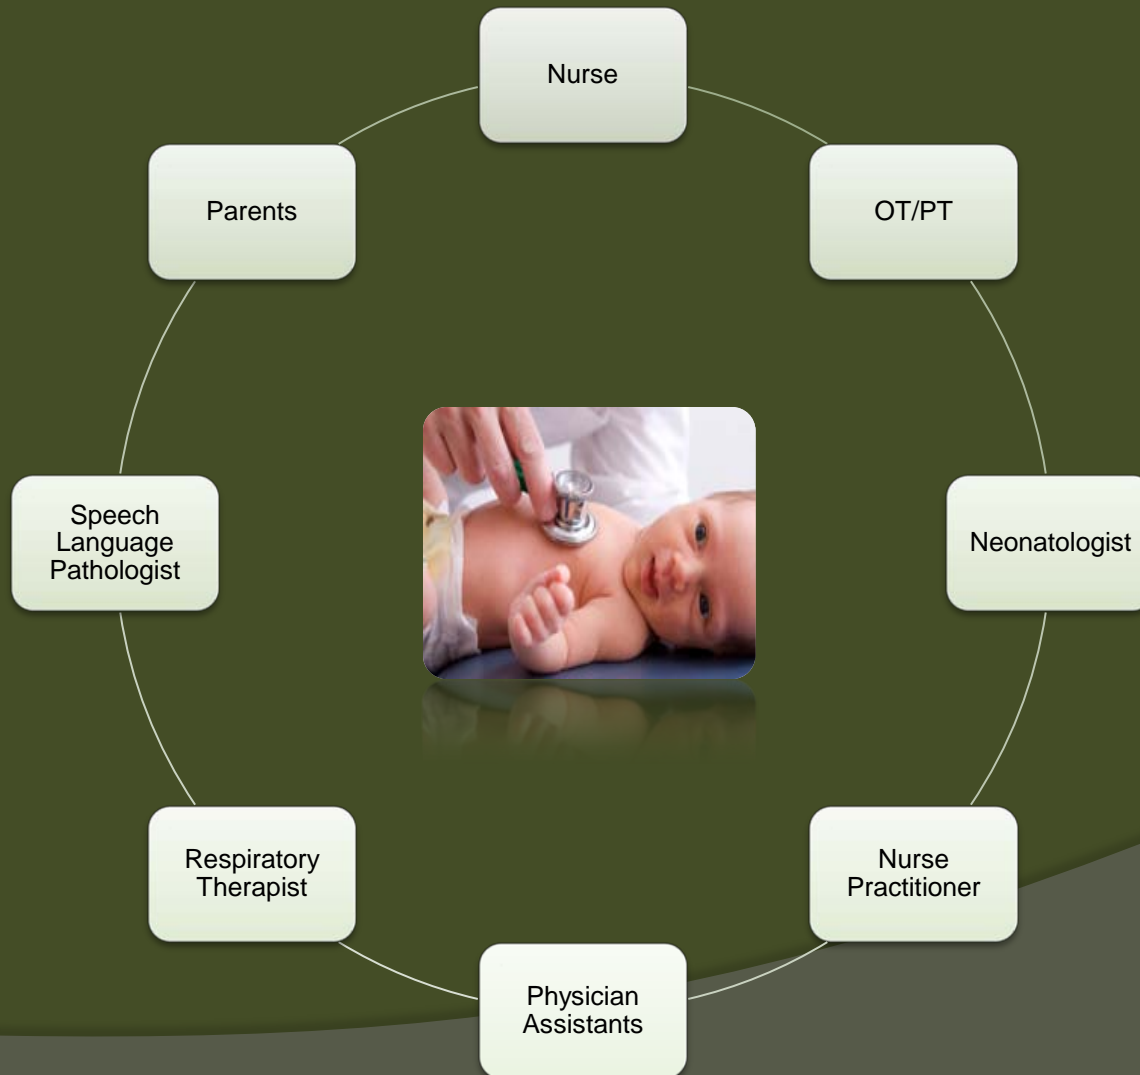 Nurse
OT/PT
Neonatologist
Nurse
Practitioner
Physician
Assistants
Respiratory
Therapist
Speech
Language
Pathologist
Parents